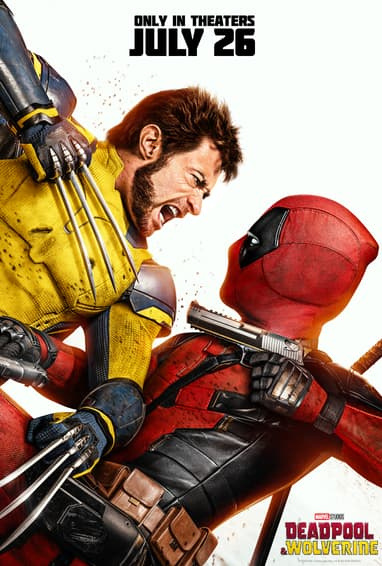 ONLY IN THEATERS
JULY 26
MARVEL STUDIOS
DEADPOOL
& WOLVERINE